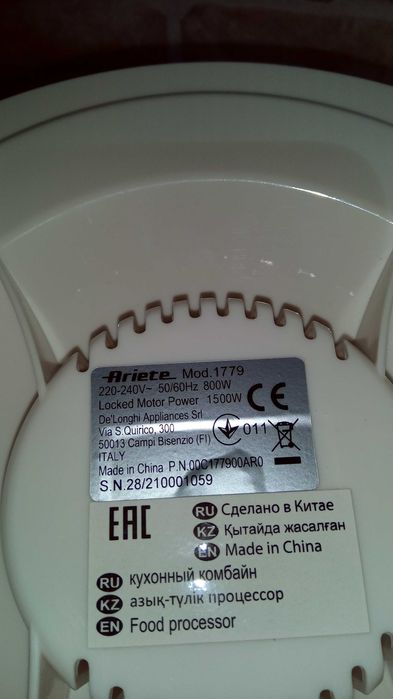 Ariete Mod.1779
220-240V~ 50/60Hz 800W
Locked Motor Power 1500W
CE
De'Longhi Appliances Srl
Via S.Quirico, 300
50013 Campi Bisenzio (FI)
011
ITALY
Made in China P.N.00C177900AR0
S.N.28/210001059
EAC
RU Сделано в Китае
KZ Қытайда жасалған
EN Made in China
RU кухонный комбайн
KZ азық-түлік процессор
EN Food processor